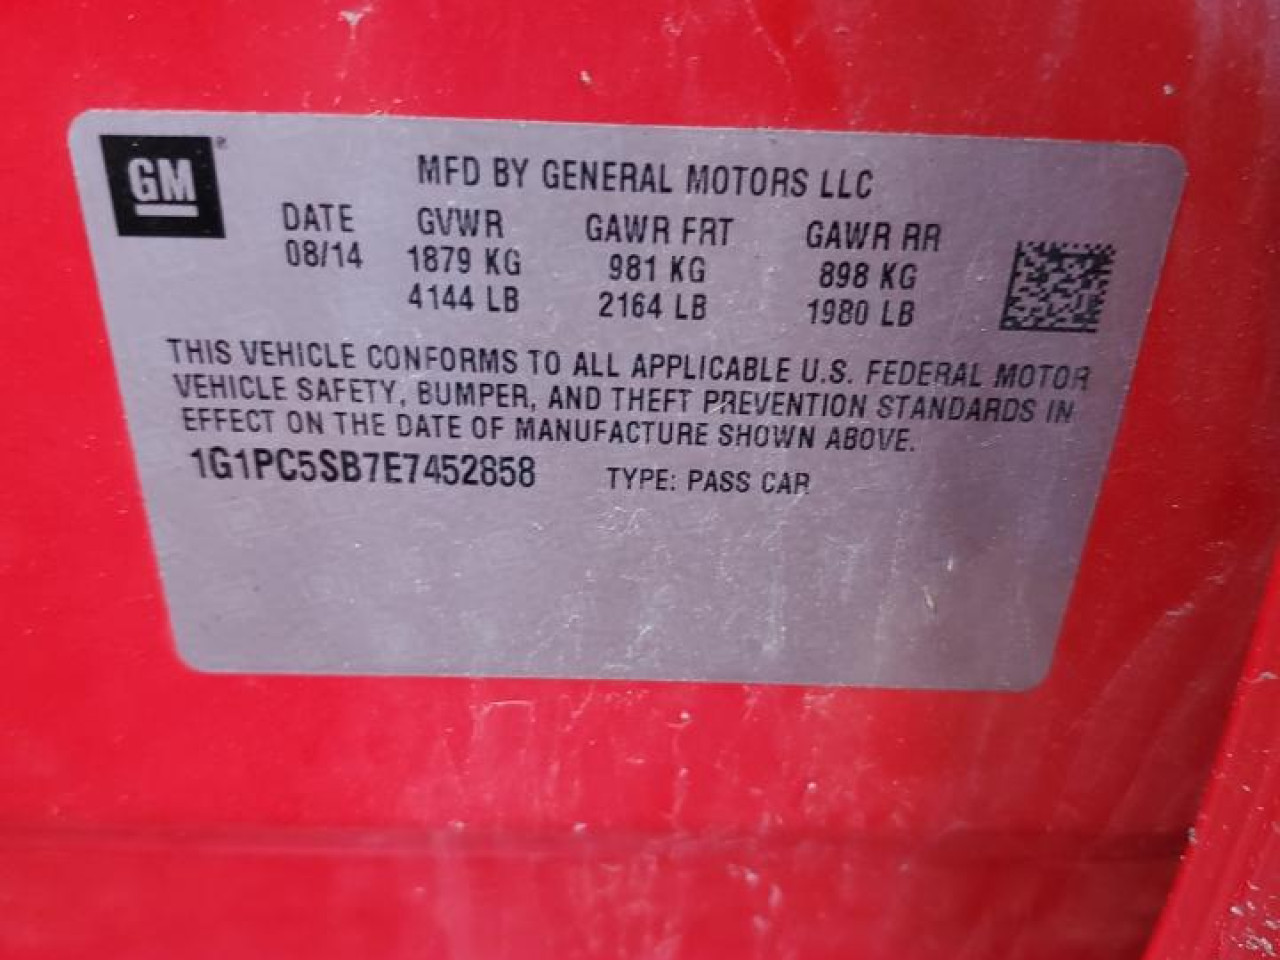 GM®
MFD BY GENERAL MOTORS LLC
DATE GVWR GAWR FRT GAWR RR
08/14 1879 KG 981 KG 898 KG
4144 LB 2164 LB 1980 LB
THIS VEHICLE CONFORMS TO ALL APPLICABLE U.S. FEDERAL MOTOR
VEHICLE SAFETY, BUMPER, AND THEFT PREVENTION STANDARDS IN
EFFECT ON THE DATE OF MANUFACTURE SHOWN ABOVE.
1G1PC5SB7E7452858 TYPE: PASS CAR